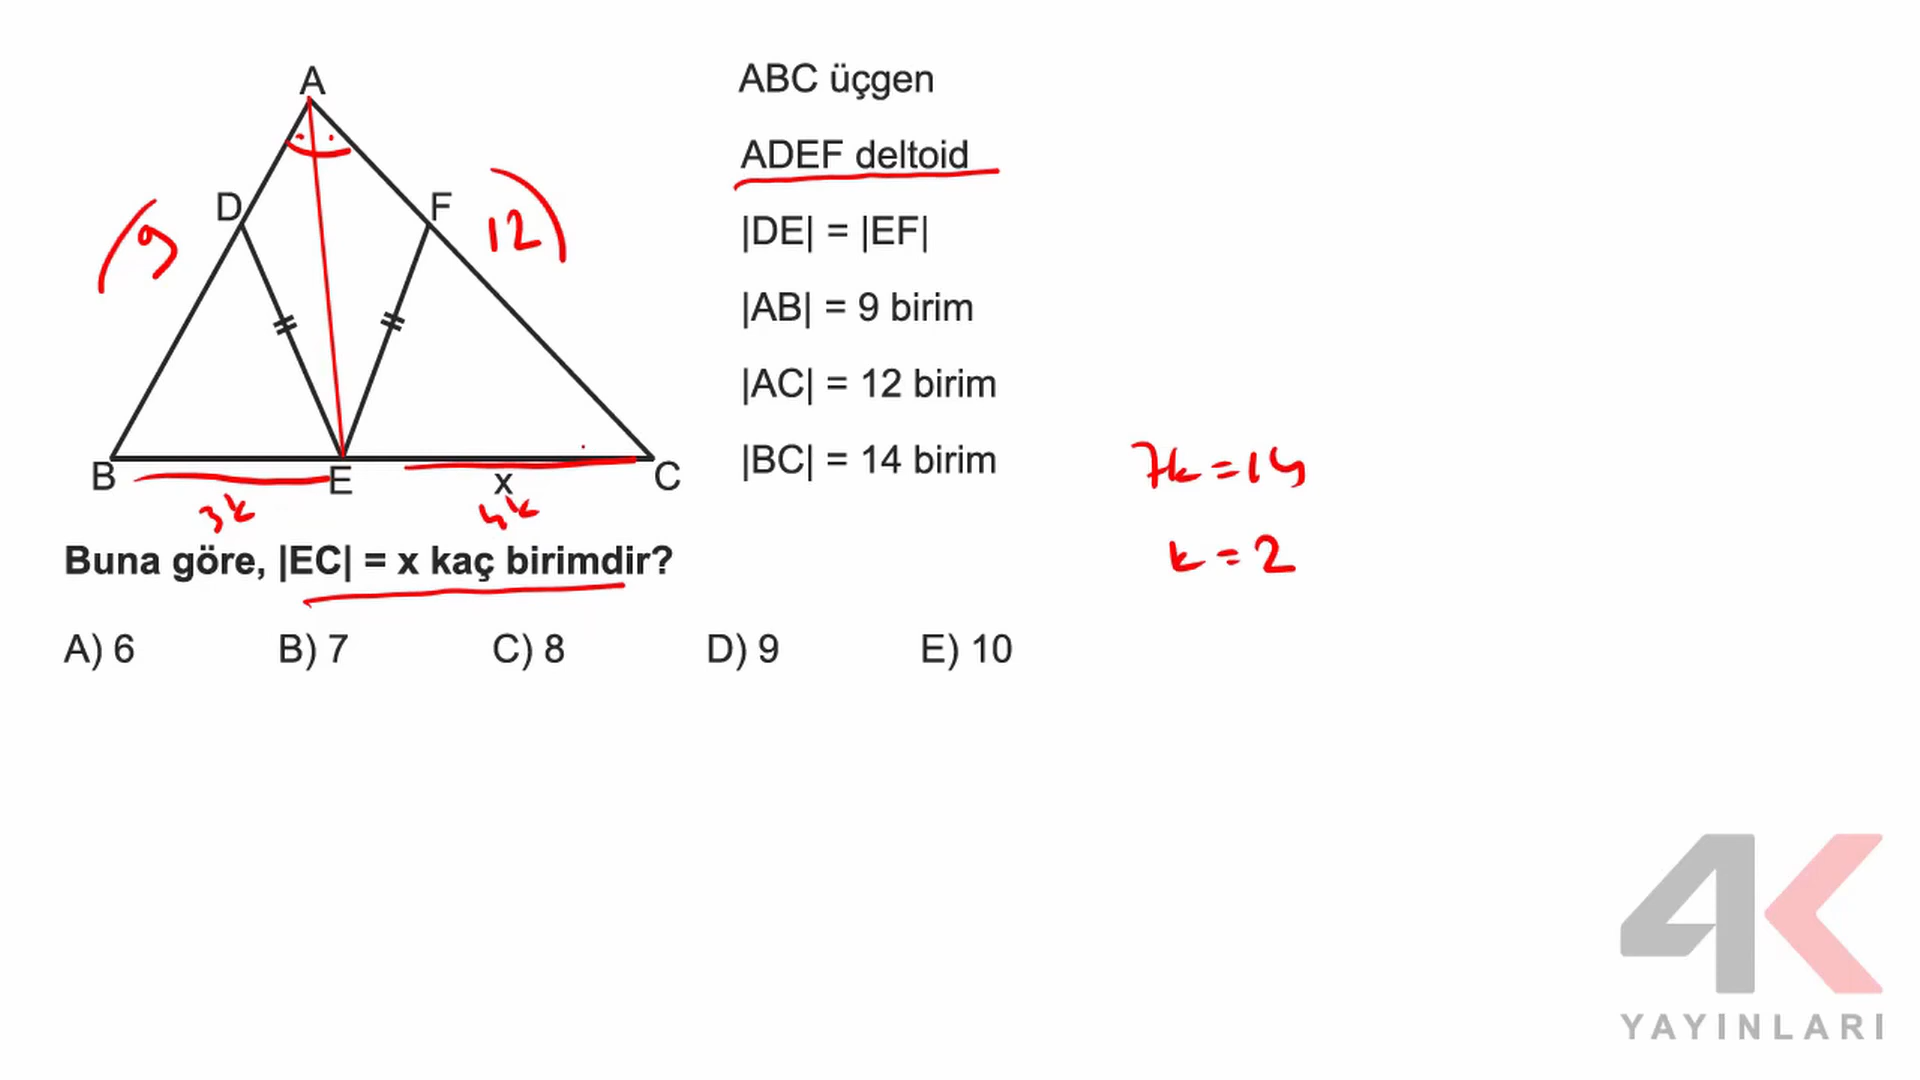 A
D
F
9
12
B
E
x
C
3k
4k
ABC üçgen
ADEF deltoid
|DE| = |EF|
|AB| = 9 birim
|AC| = 12 birim
|BC| = 14 birim
7k = 14
k = 2
Buna göre, |EC| = x kaç birimdir?
A) 6 B) 7 C) 8 D) 9 E) 10
4K
YAYINLARI